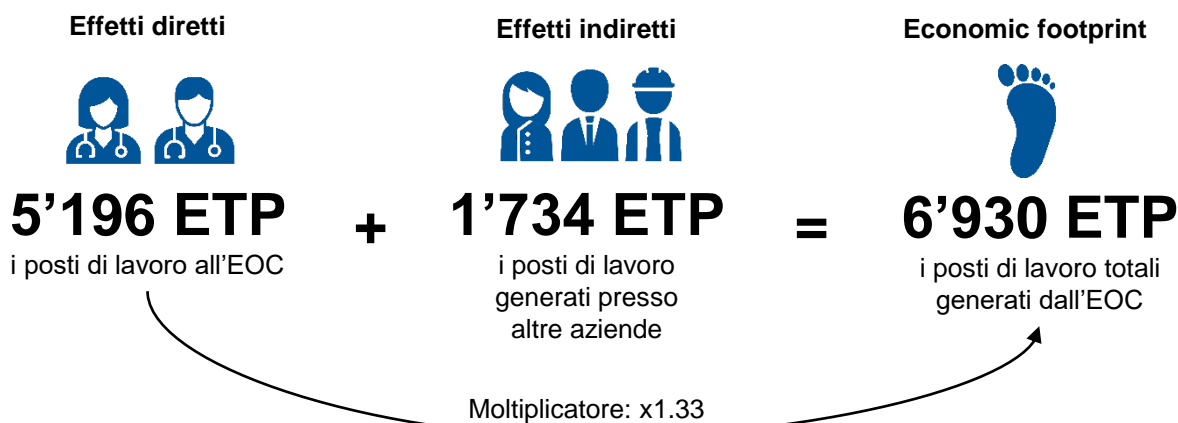 Effetti diretti
Effetti indiretti
Economic footprint
5’196 ETP
+
1’734 ETP
=
6’930 ETP
i posti di lavoro all’EOC
i posti di lavoro
generati presso
altre aziende
i posti di lavoro totali
generati dall’EOC
Moltiplicatore: x1.33